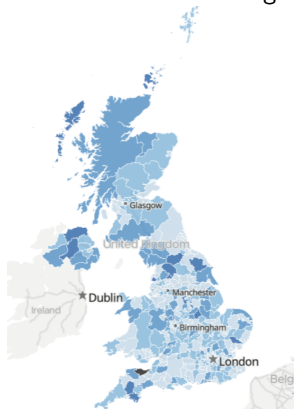 Glasgow
United Kingdom
Manchester
Dublin
Ireland
Birmingham
London
Belg